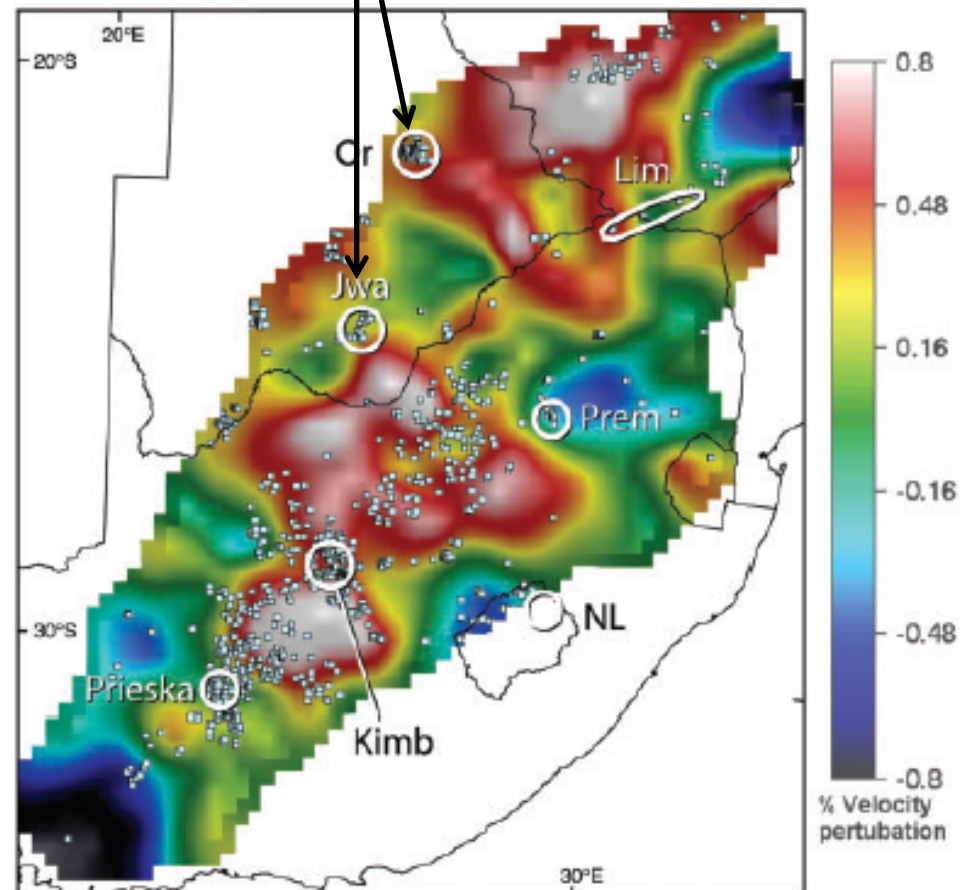 20°E
20°S
Or
Lim
Jwa
Prem
30°S
NL
Přieska
Kimb
30°E
0.8
0.48
0.16
-0.16
-0.48
-0.8
% Velocity
pertubation